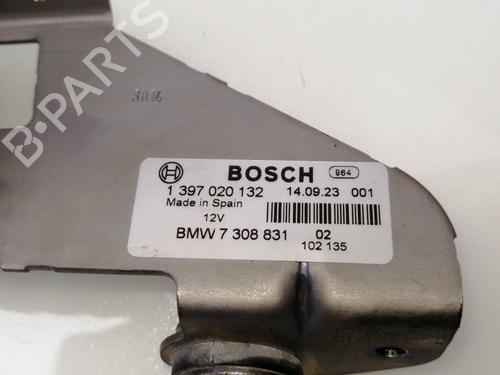 3016
BOSCH 964
1 397 020 132 14.09.23 001
Made in Spain
12V
BMW 7 308 831 02
102 135
B-PARTS